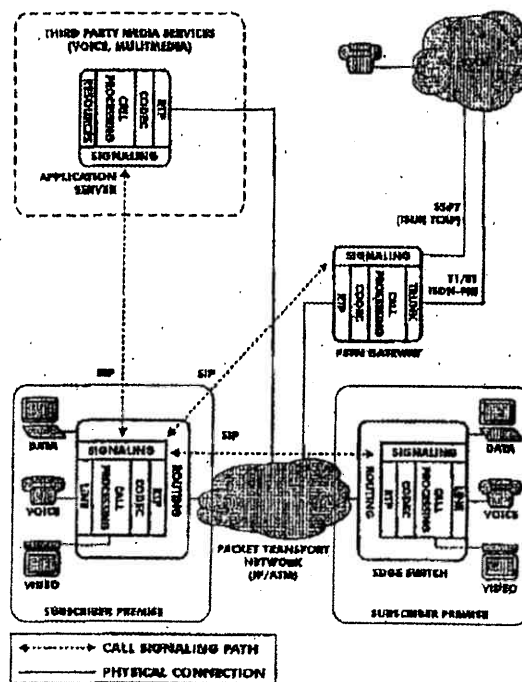 THIRD PARTY MEDIA SERVICES
(VOICE, MULTIMEDIA)
RESOURCES
CALL
PROCESSING
CODEC
RTP
SIGNALING
APPLICATION
SERVER
SS#7
(ISUP, TCAP)
T1/E1
ISDN-PRI
SIGNALING
RTP
CODEC
CALL
PROCESSING
TRUNK
PSTN GATEWAY
SIP
SIP
SIP
DATA
VOICE
VIDEO
SIGNALING
LINE
CALL
PROCESSING
CODEC
RTP
ROUTING
SUBSCRIBER PREMISE
PACKET TRANSPORT
NETWORK
(IP/ATM)
ROUTING
SIGNALING
RTP
CODEC
CALL
PROCESSING
LINE
EDGE SWITCH
DATA
VOICE
VIDEO
SUBSCRIBER PREMISE
CALL SIGNALING PATH
PHYSICAL CONNECTION